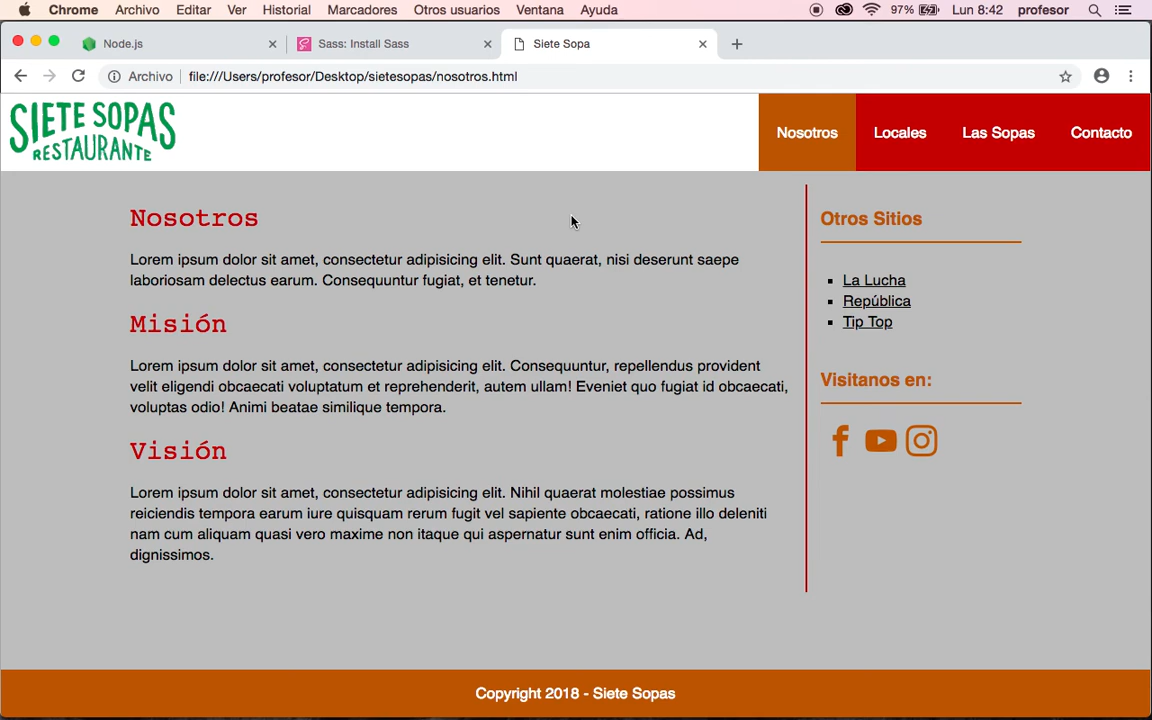 Chrome Archivo Editar Ver Historial Marcadores Otros usuarios Ventana Ayuda 97% Lun 8:42 profesor
Node.js Sass: Install Sass Siete Sopa
Archivo file:///Users/profesor/Desktop/sietesopas/nosotros.html
SIETE SOPAS
RESTAURANTE
Nosotros Locales Las Sopas Contacto
Nosotros
Lorem ipsum dolor sit amet, consectetur adipisicing elit. Sunt quaerat, nisi deserunt saepe
laboriosam delectus earum. Consequuntur fugiat, et tenetur.
Misión
Lorem ipsum dolor sit amet, consectetur adipisicing elit. Consequuntur, repellendus provident
velit eligendi obcaecati voluptatum et reprehenderit, autem ullam! Eveniet quo fugiat id obcaecati,
voluptas odio! Animi beatae similique tempora.
Visión
Lorem ipsum dolor sit amet, consectetur adipisicing elit. Nihil quaerat molestiae possimus
reiciendis tempora earum iure quisquam rerum fugit vel sapiente obcaecati, ratione illo deleniti
nam cum aliquam quasi vero maxime non itaque qui aspernatur sunt enim officia. Ad,
dignissimos.
Otros Sitios
La Lucha
República
Tip Top
Visitanos en:
Copyright 2018 - Siete Sopas